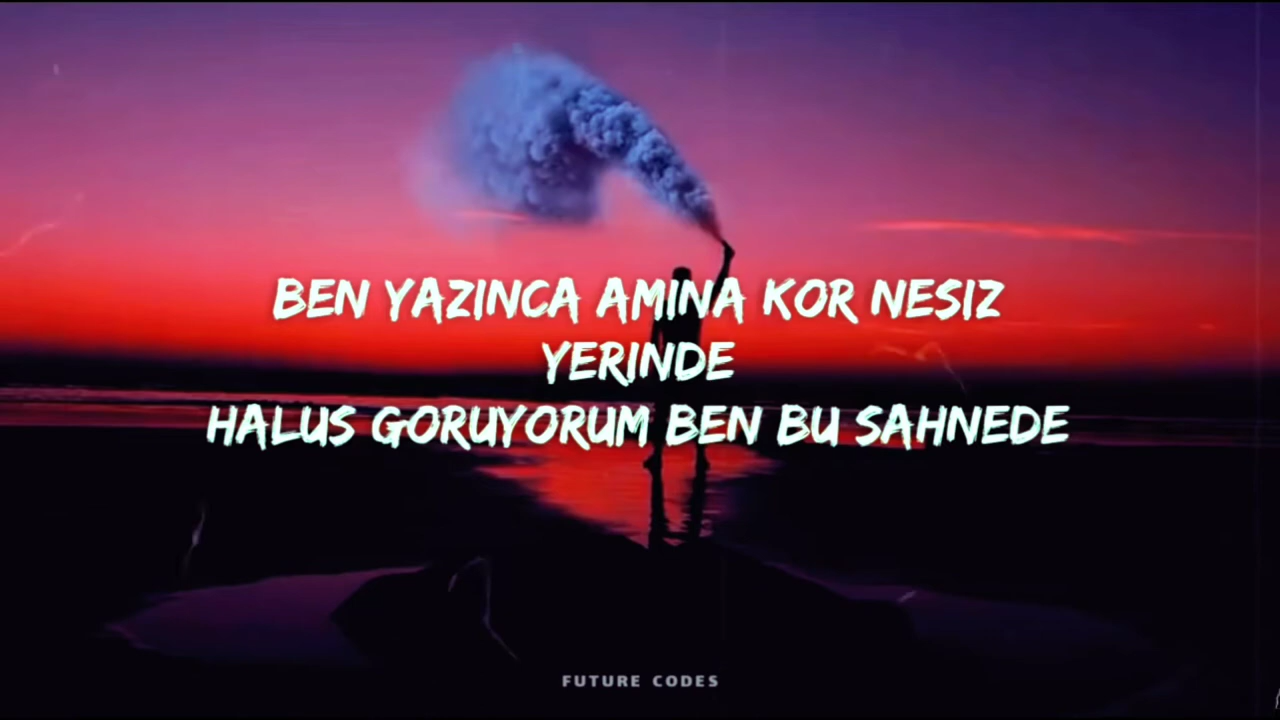 BEN YAZINCA AMINA KOR NESIZ
YERINDE
HALUS GORUYORUM BEN BU SAHNEDE
FUTURE CODES